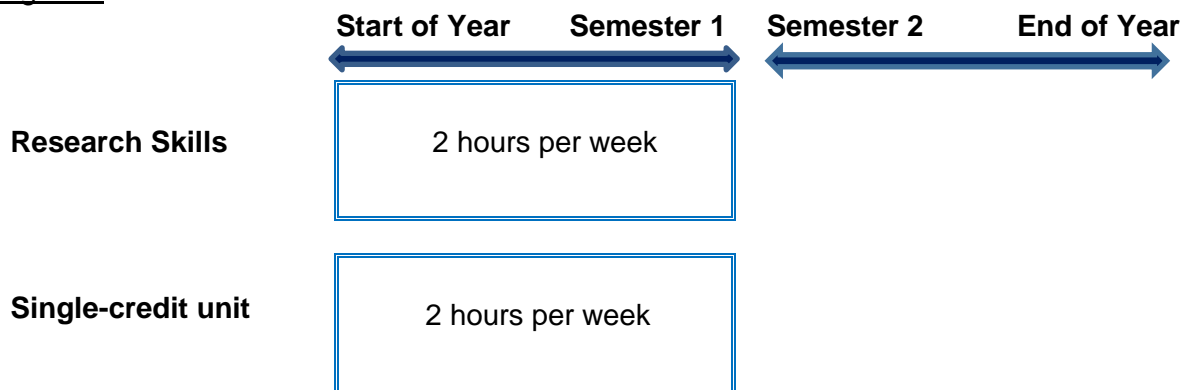 Start of Year Semester 1 Semester 2 End of Year
Research Skills 2 hours per week
Single-credit unit 2 hours per week